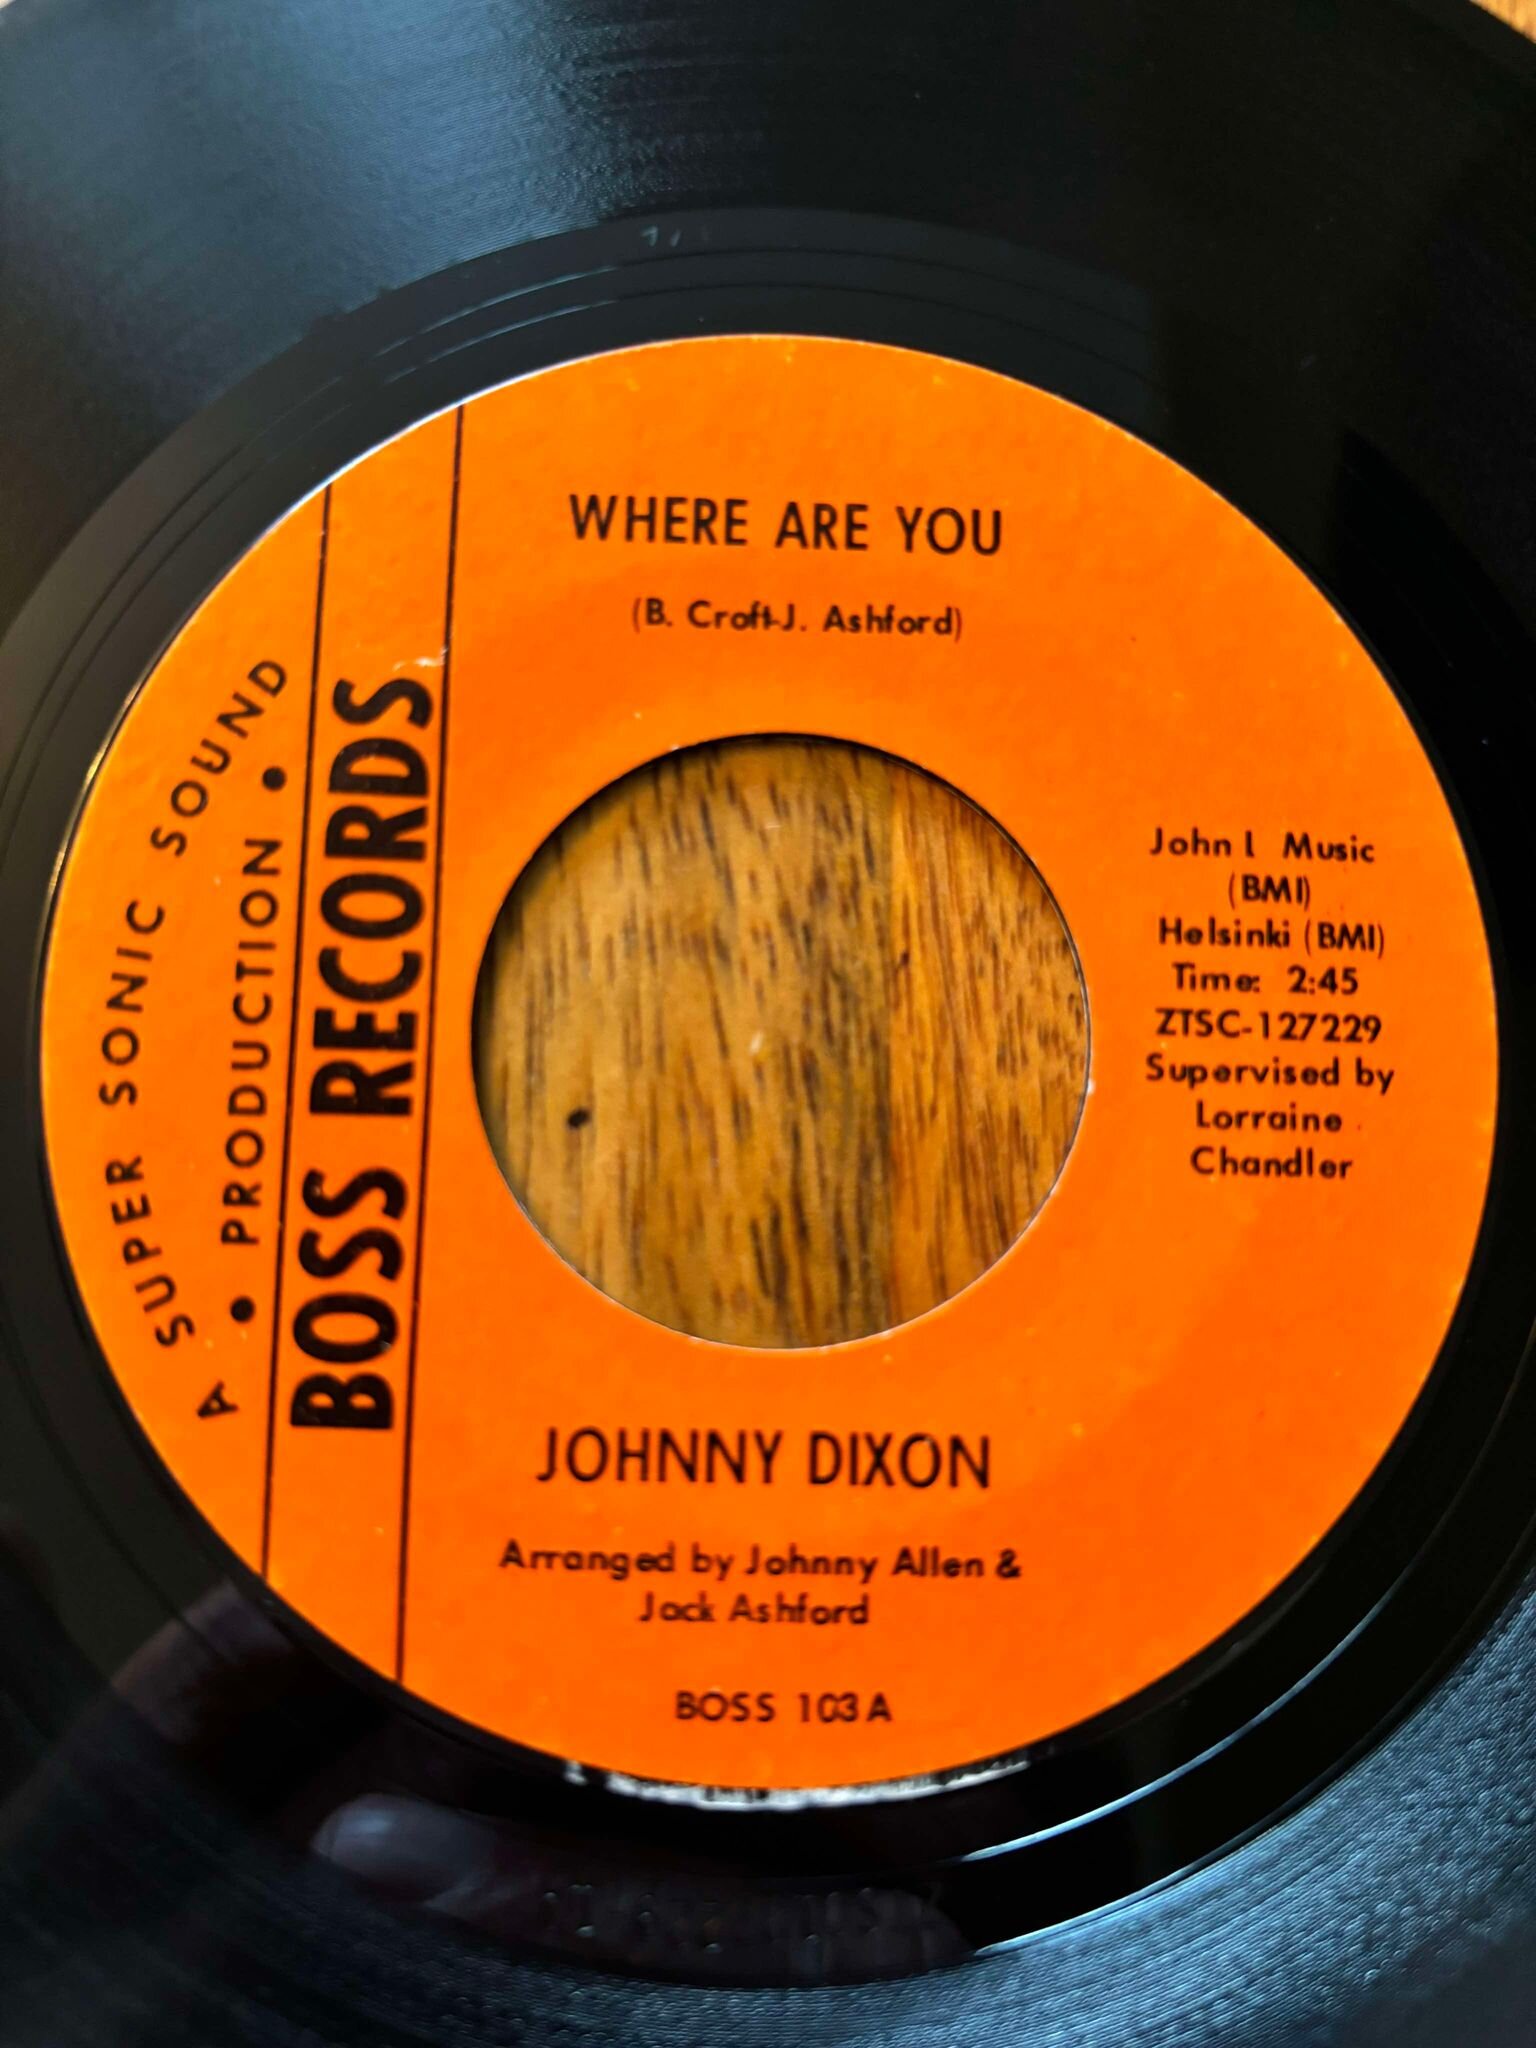 WHERE ARE YOU
(B. Croft-J. Ashford)
A SUPER SONIC SOUND
• PRODUCTION •
BOSS RECORDS
John L Music
(BMI)
Helsinki (BMI)
Time: 2:45
ZTSC-127229
Supervised by
Lorraine
Chandler
JOHNNY DIXON
Arranged by Johnny Allen &
Jack Ashford
BOSS 103A